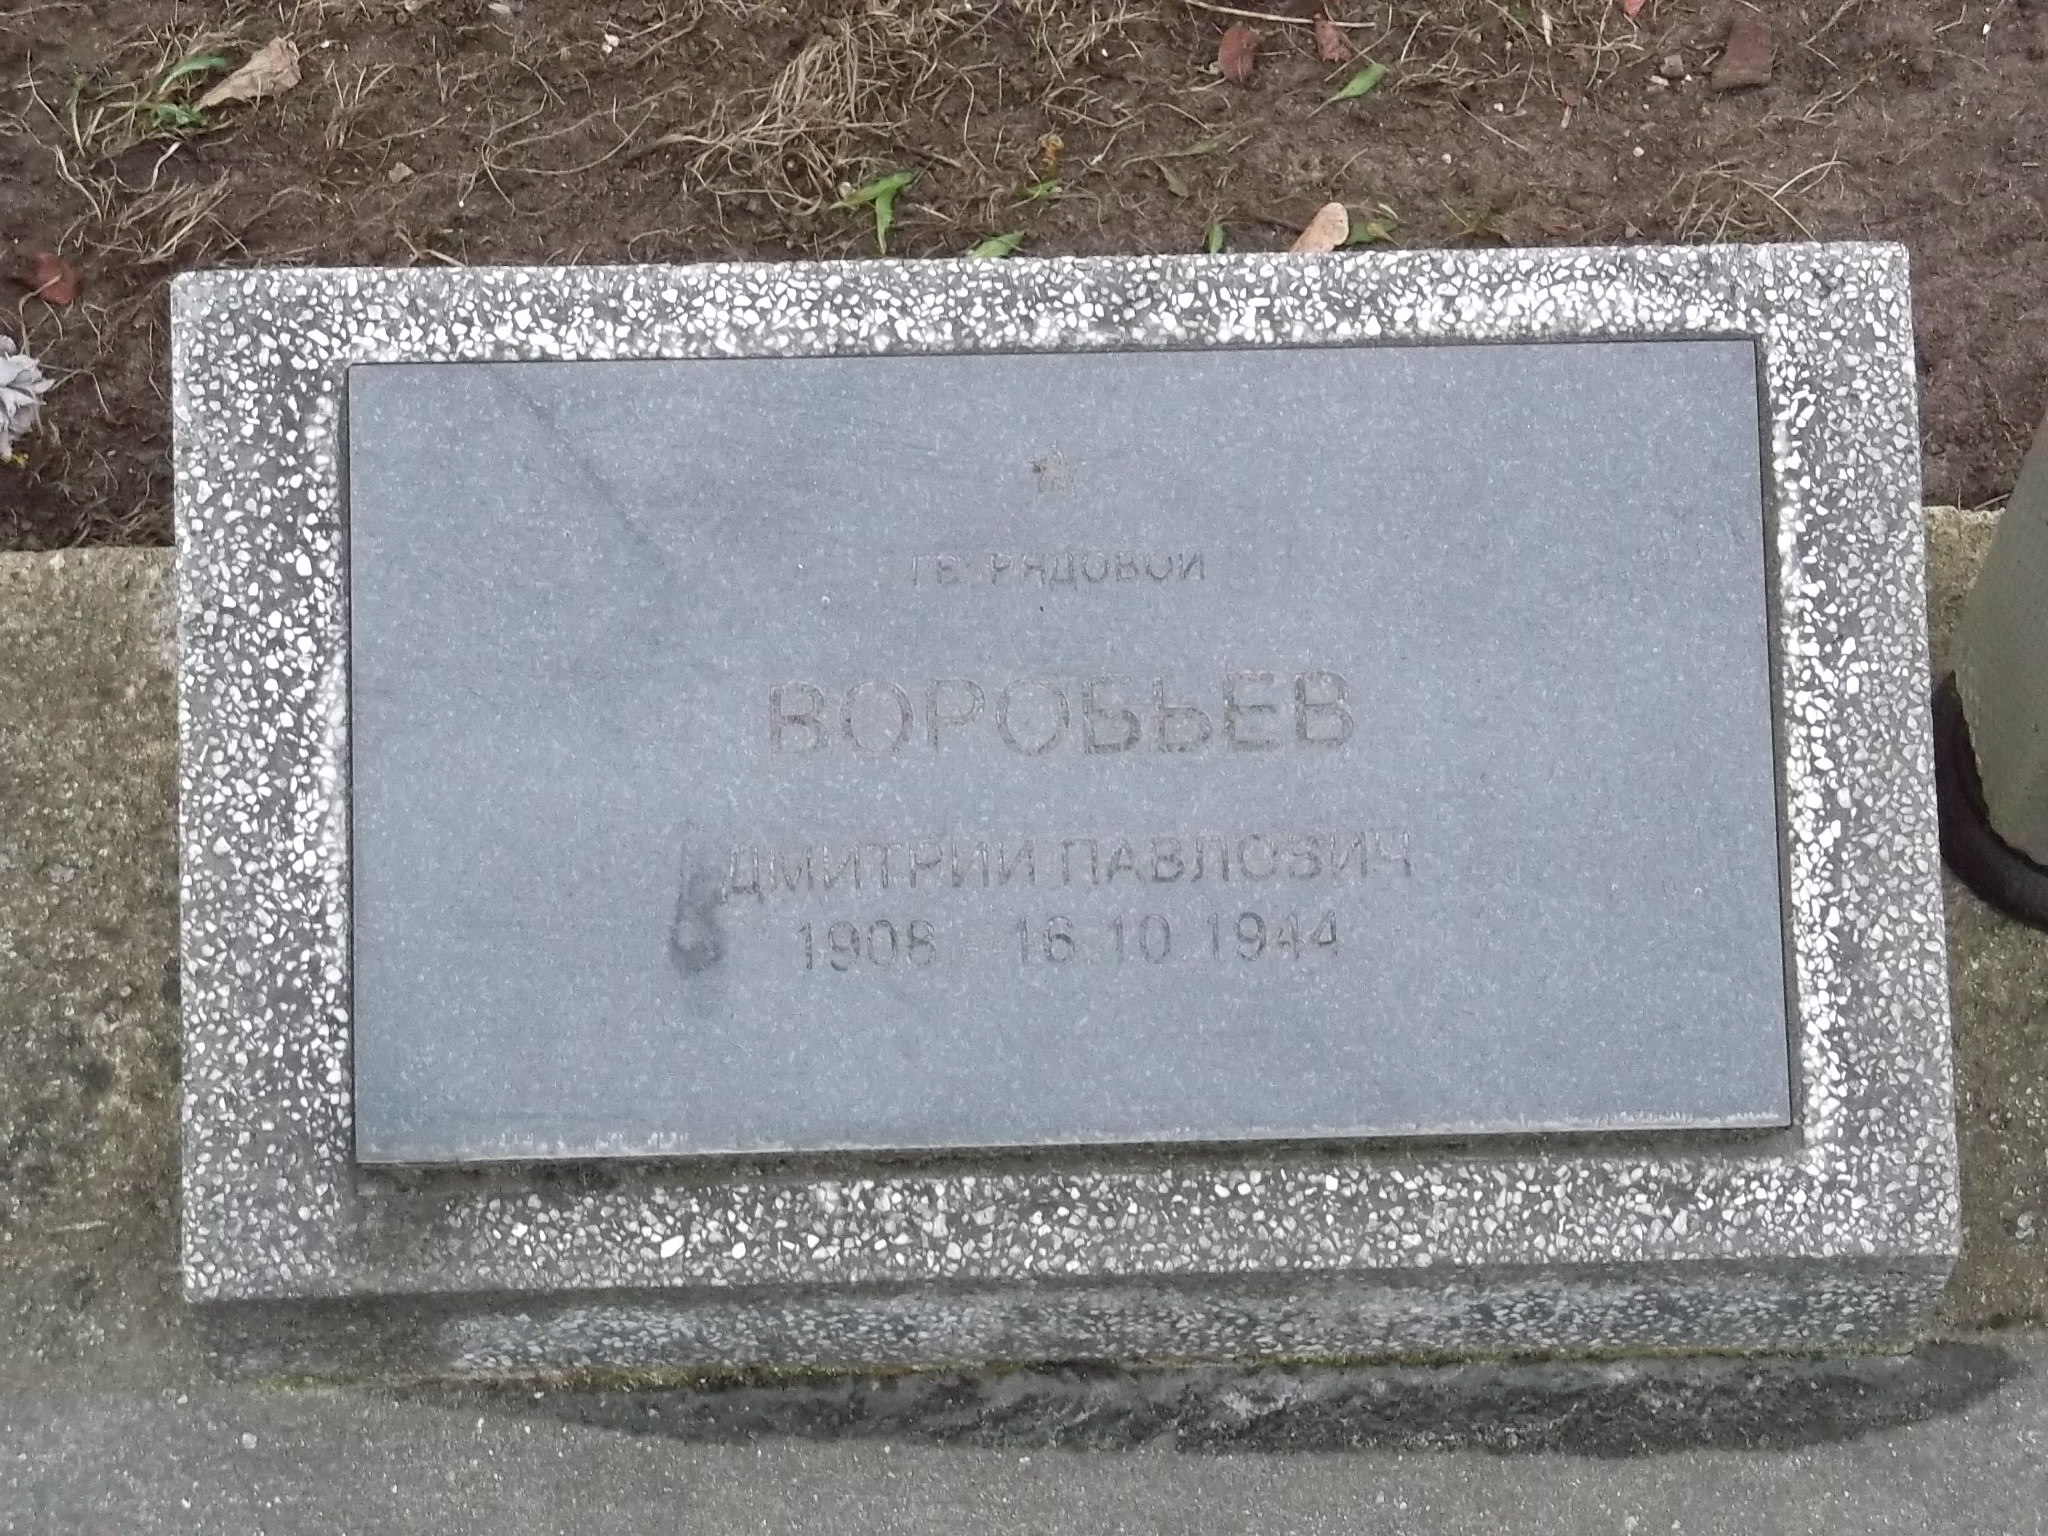 ГВ. РЯДОВОЙ
ВОРОБЬЕВ
ДМИТРИЙ ПАВЛОВИЧ
1908 16.10.1944